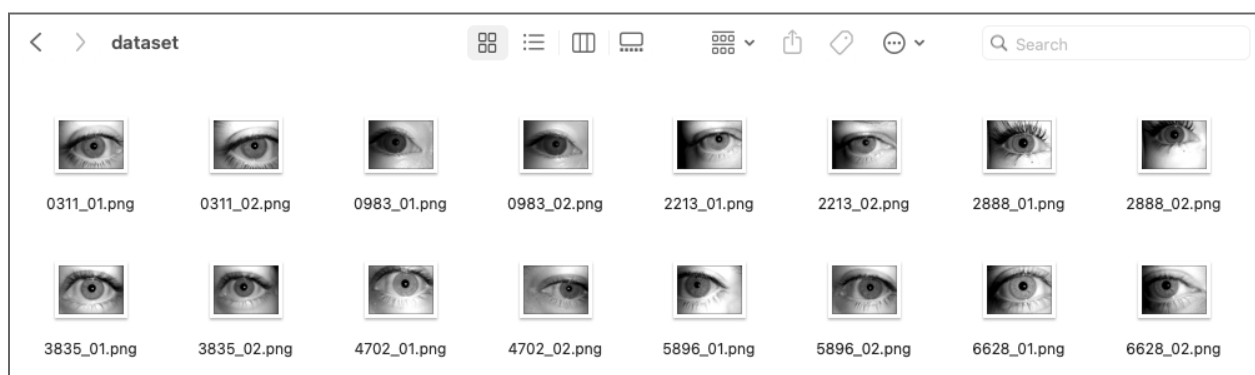 dataset
Search
0311_01.png 0311_02.png 0983_01.png 0983_02.png 2213_01.png 2213_02.png 2888_01.png 2888_02.png
3835_01.png 3835_02.png 4702_01.png 4702_02.png 5896_01.png 5896_02.png 6628_01.png 6628_02.png